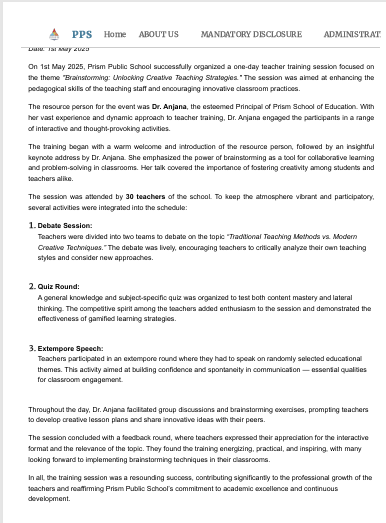 PPS Home ABOUT US MANDATORY DISCLOSURE ADMINISTRAT
Date: 1st May 2025
On 1st May 2025, Prism Public School successfully organized a one-day teacher training session focused on
the theme "Brainstorming: Unlocking Creative Teaching Strategies." The session was aimed at enhancing the
pedagogical skills of the teaching staff and encouraging innovative classroom practices.
The resource person for the event was Dr. Anjana, the esteemed Principal of Prism School of Education. With
her vast experience and dynamic approach to teacher training, Dr. Anjana engaged the participants in a
range of interactive and thought-provoking activities.
The training began with a warm welcome and introduction of the resource person, followed by an insightful
keynote address by Dr. Anjana. She emphasized the power of brainstorming as a tool for collaborative learning
and problem-solving in classrooms. Her talk covered the importance of fostering creativity among students and
teachers alike.
The session was attended by 30 teachers of the school. To keep the atmosphere vibrant and participatory,
several activities were integrated into the schedule:
1. Debate Session:
Teachers were divided into two teams to debate on the topic "Traditional Teaching Methods vs. Modern
Creative Techniques." The debate was lively, encouraging teachers to critically analyze their own teaching
styles and consider new approaches.
2. Quiz Round:
A general knowledge and subject-specific quiz was organized to test both content mastery and lateral
thinking. The competitive spirit among the teachers added enthusiasm to the session and demonstrated the
effectiveness of gamified learning strategies.
3. Extempore Speech:
Teachers participated in an extempore round where they had to speak on randomly selected educational
themes. This activity aimed at building confidence and spontaneity in communication — essential qualities
for classroom engagement.
Throughout the day, Dr. Anjana facilitated group discussions and brainstorming exercises, prompting teachers
to develop creative lesson plans and share innovative ideas with their peers.
The session concluded with a feedback round, where teachers expressed their appreciation for the interactive
format and the relevance of the topic. They found the training energizing, practical, and inspiring, with many
looking forward to implementing brainstorming techniques in their classrooms.
In all, the training session was a resounding success, contributing significantly to the professional growth of the
teachers and reaffirming Prism Public School's commitment to academic excellence and continuous
development.